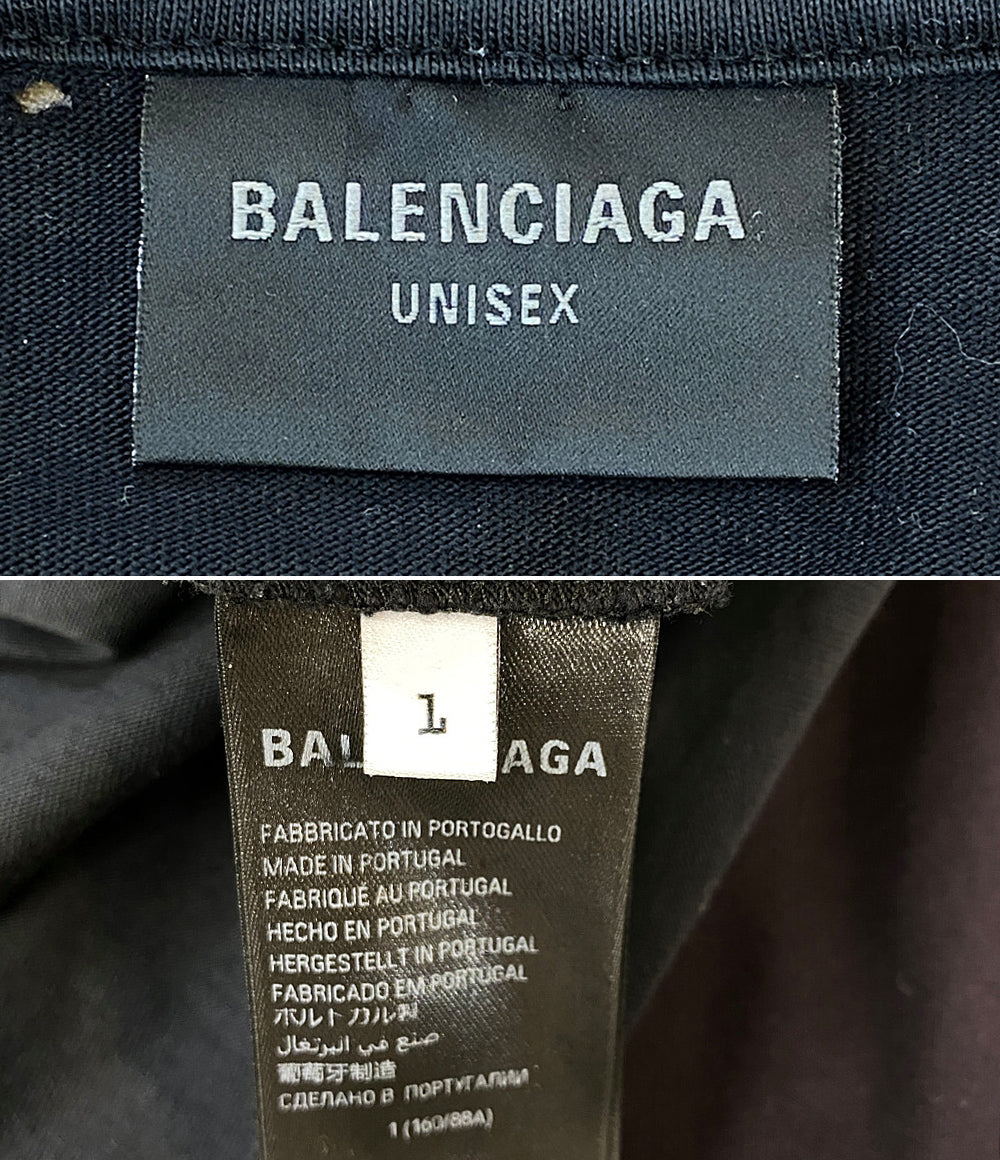 BALENCIAGA
UNISEX
L
BAL AGA
FABBRICATO IN PORTOGALLO
MADE IN PORTUGAL
FABRIQUÉ AU PORTUGAL
HECHO EN PORTUGAL
HERGESTELLT IN PORTUGAL
FABRICADO EM PORTUGAL
ポルトガル製
صنع في البرتغال
葡萄牙制造
СДЕЛАНО В ПОРТУГАЛИИ
1 (160/88A)